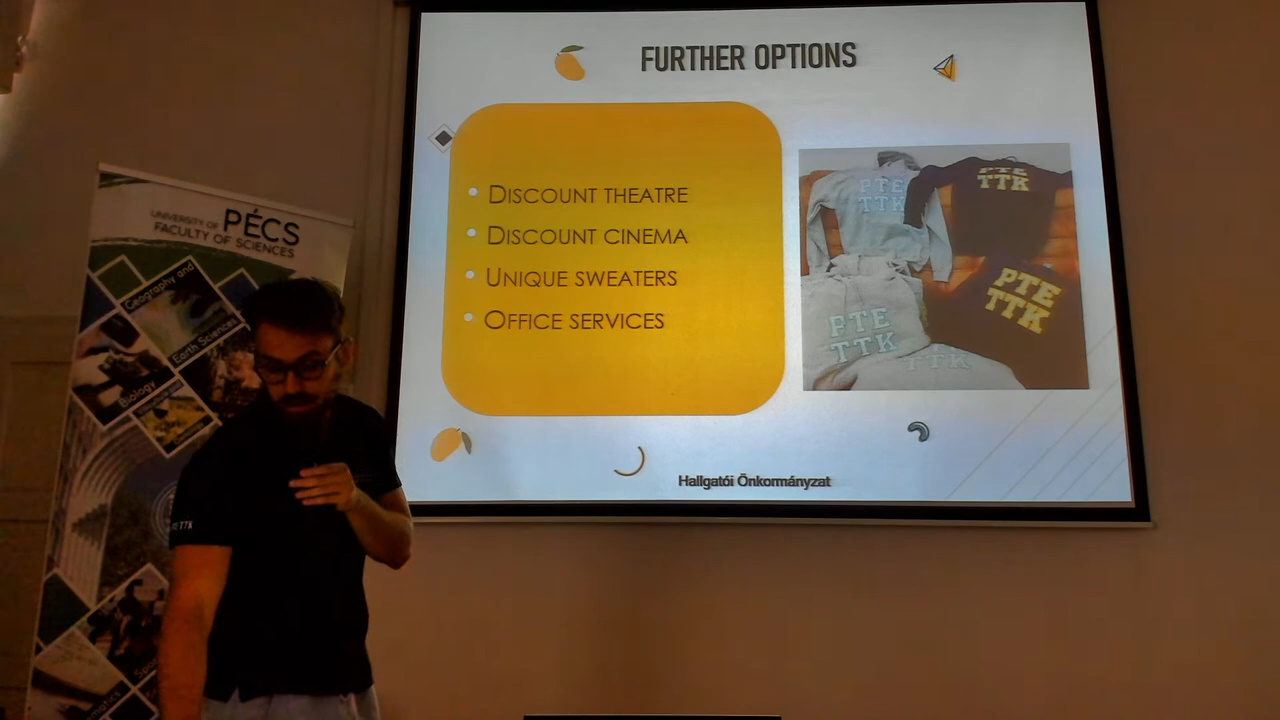 FURTHER OPTIONS
• DISCOUNT THEATRE
• DISCOUNT CINEMA
• UNIQUE SWEATERS
• OFFICE SERVICES
PTE
TTK
PTE
TTK
PTE
TTK
PTE
TTK
TTK
Hallgatói Önkormányzat
UNIVERSITY OF PÉCS
FACULTY OF SCIENCES
Geography and
Earth Sciences
Biology
TTK